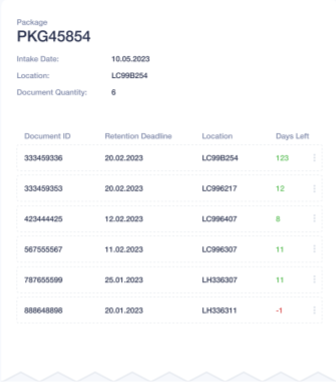 Package
PKG45854
Intake Date: 10.05.2023
Location: LC99B254
Document Quantity: 6
Document ID Retention Deadline Location Days Left
333459336 20.02.2023 LC99B254 123
333459353 20.02.2023 LC996217 12
423444425 12.02.2023 LC996407 8
567555567 11.02.2023 LC996307 11
787655599 25.01.2023 LH336307 11
888648898 20.01.2023 LH336311 -1